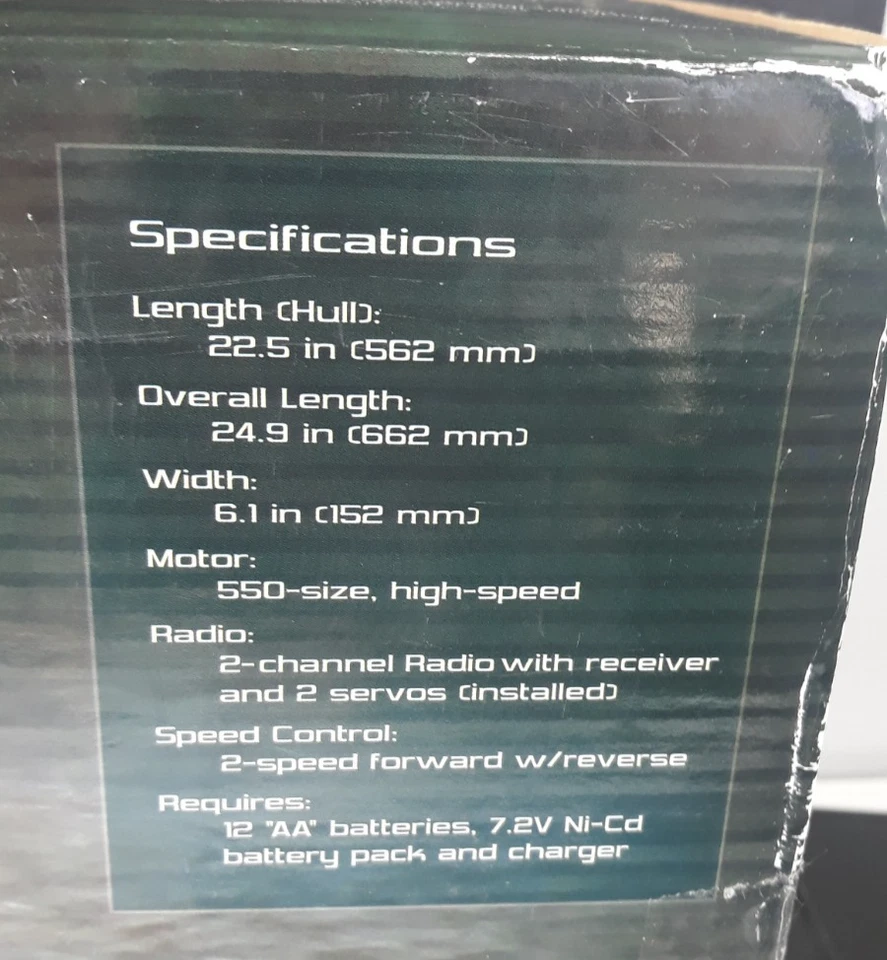 Specifications
Length (Hull):
22.5 in (562 mm)
Overall Length:
24.9 in (662 mm)
Width:
6.1 in (152 mm)
Motor:
550-size, high-speed
Radio:
2-channel Radio with receiver
and 2 servos (installed)
Speed Control:
2-speed forward w/reverse
Requires:
12 "AA" batteries, 7.2V Ni-Cd
battery pack and charger